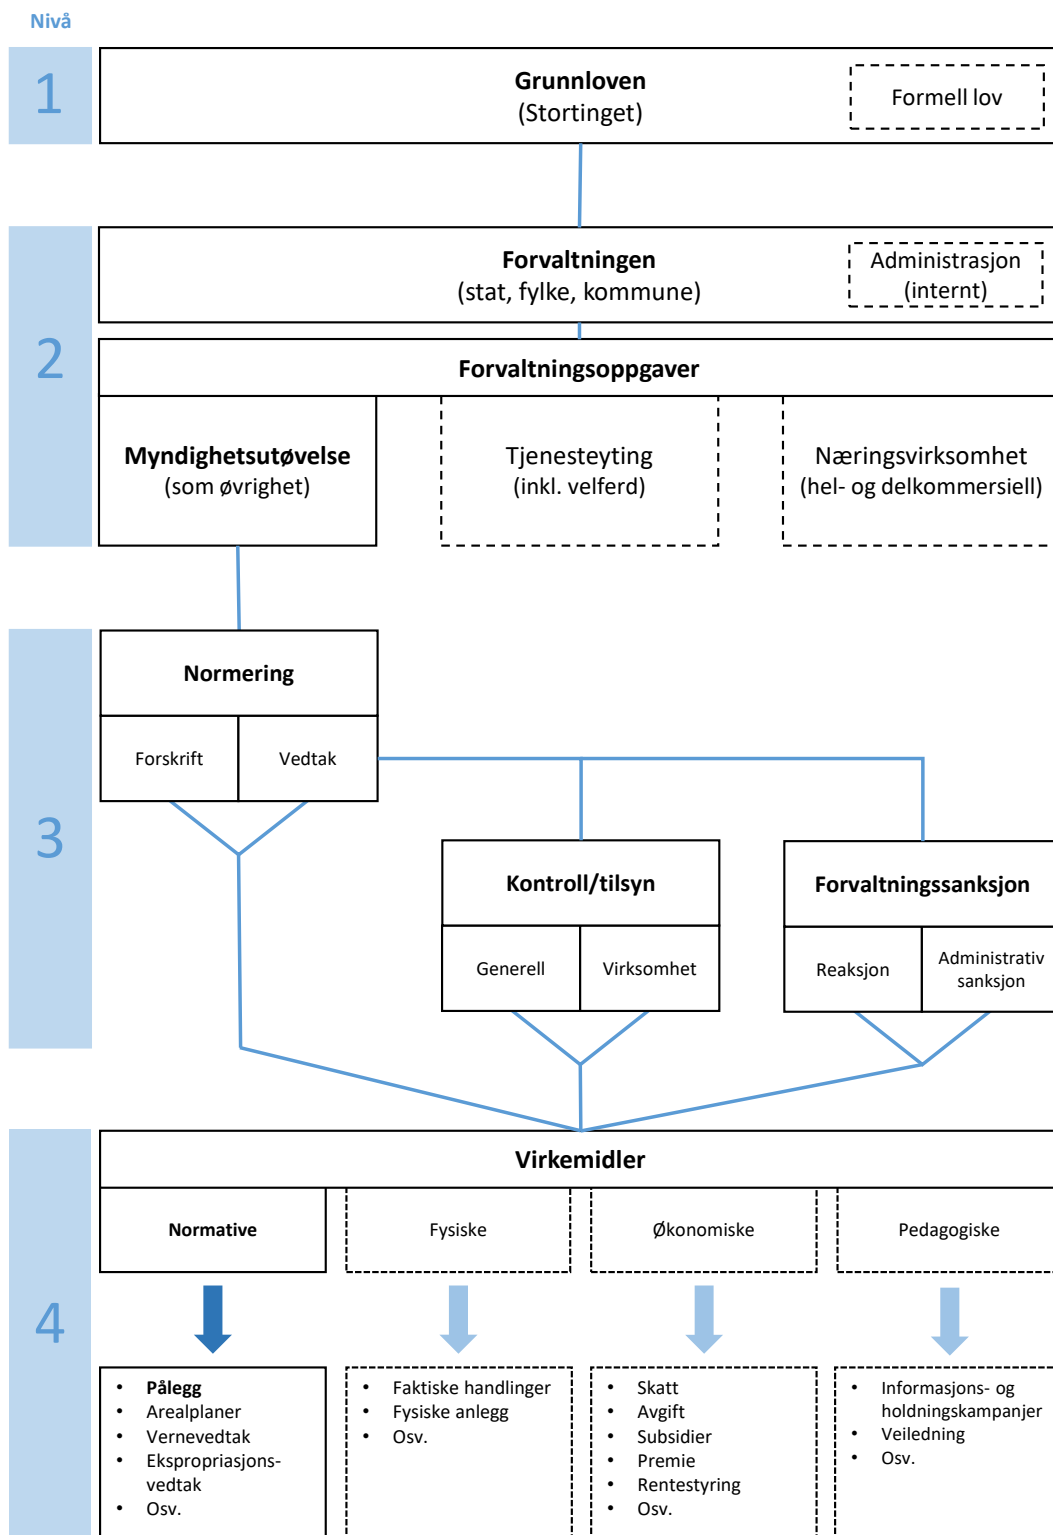 Nivå
1
Grunnloven
(Stortinget)
Formell lov
2
Forvaltningen
(stat, fylke, kommune)
Administrasjon
(internt)
Forvaltningsoppgaver
Myndighetsutøvelse
(som øvrighet)
Tjenesteyting
(inkl. velferd)
Næringsvirksomhet
(hel- og delkommersiell)
3
Normering
Forskrift
Vedtak
Kontroll/tilsyn
Generell
Virksomhet
Forvaltningssanksjon
Reaksjon
Administrativ
sanksjon
4
Virkemidler
Normative
Fysiske
Økonomiske
Pedagogiske
• Pålegg
• Arealplaner
• Vernevedtak
• Ekspropriasjons-
vedtak
• Osv.
• Faktiske handlinger
• Fysiske anlegg
• Osv.
• Skatt
• Avgift
• Subsidier
• Premie
• Rentestyring
• Osv.
• Informasjons- og
holdningskampanjer
• Veiledning
• Osv.